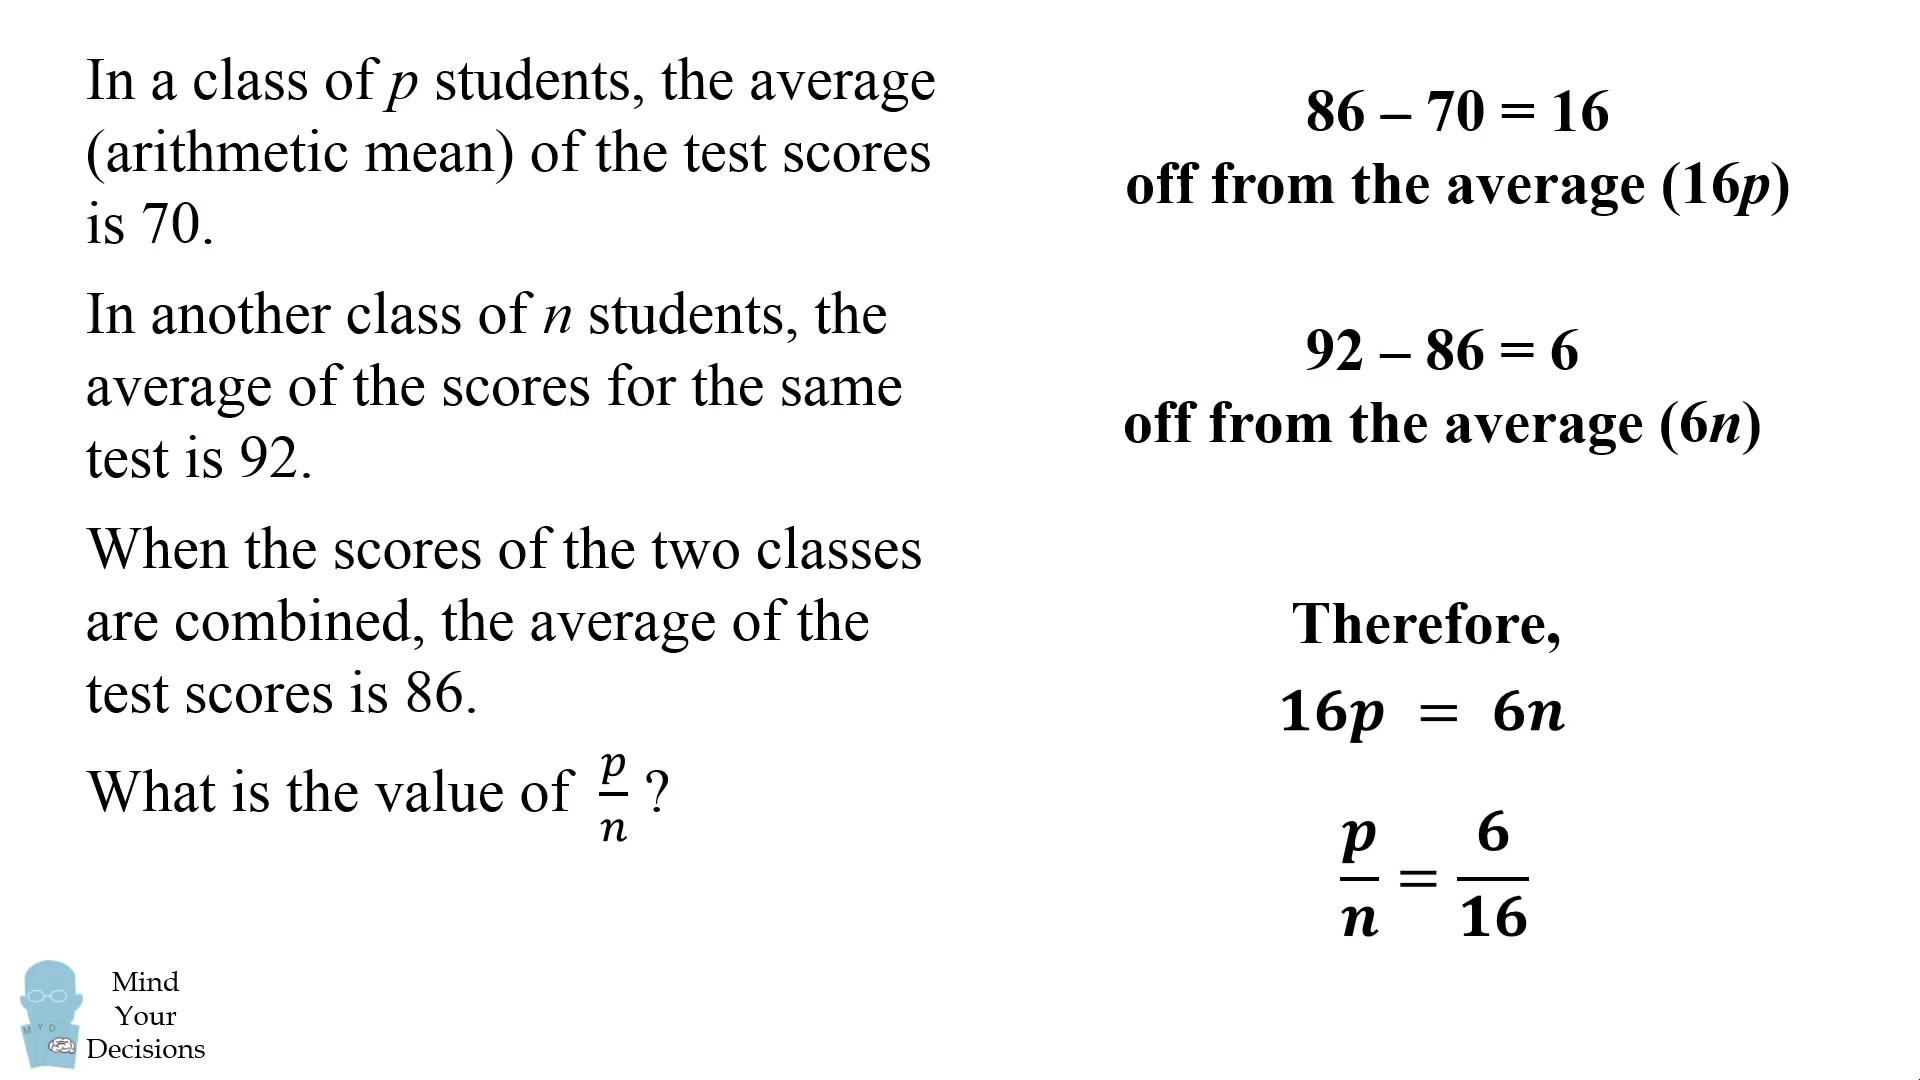 In a class of p students, the average
(arithmetic mean) of the test scores
is 70.
In another class of n students, the
average of the scores for the same
test is 92.
When the scores of the two classes
are combined, the average of the
test scores is 86.
What is the value of p/n ?
86 – 70 = 16
off from the average (16p)
92 – 86 = 6
off from the average (6n)
Therefore,
16p = 6n
p/n = 6/16
M Y D
Mind
Your
Decisions